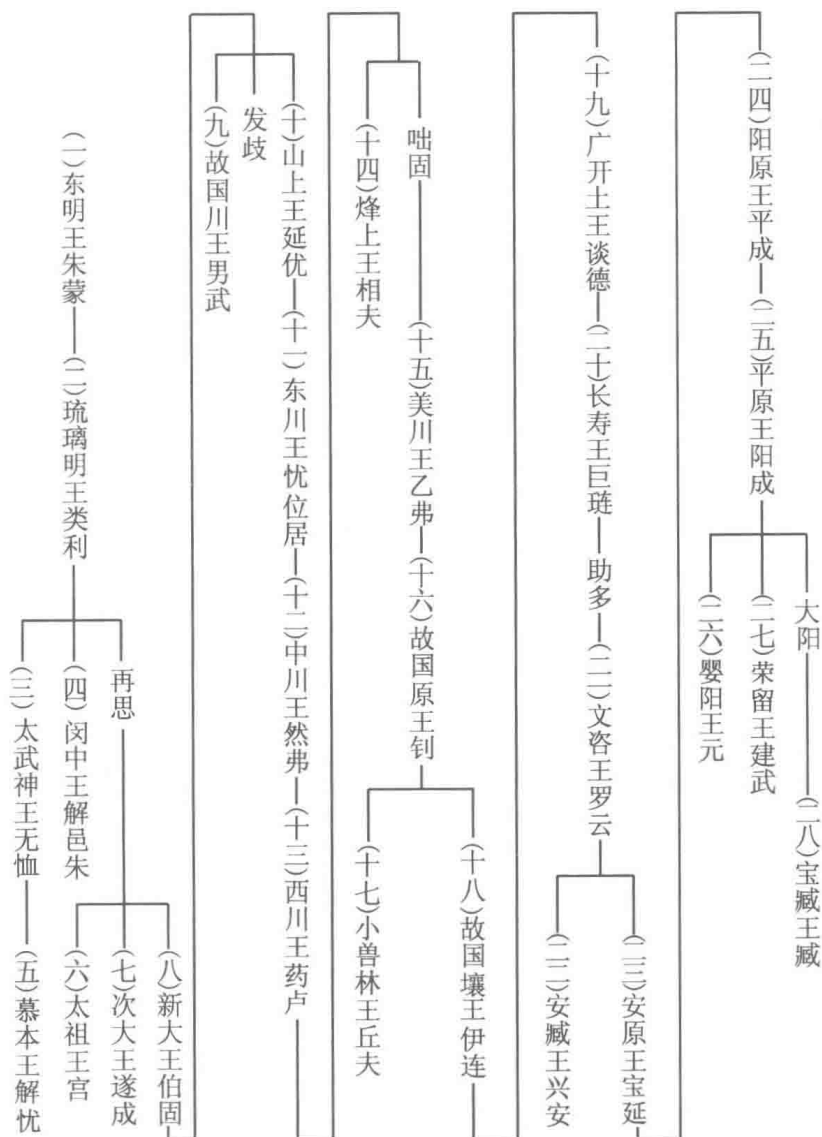 (一)东明王朱蒙
(二)琉璃明王类利
(三)太武神王无恤
(四)闵中王解邑朱
再思
(五)慕本王解忧
(六)太祖王宫
(七)次大王遂成
(八)新大王伯固
(九)故国川王男武
发歧
(十)山上王延优
(十一)东川王忧位居
(十二)中川王然弗
(十三)西川王药卢
(十四)烽上王相夫
咄固
(十五)美川王乙弗
(十六)故国原王钊
(十七)小兽林王丘夫
(十八)故国壤王伊连
(十九)广开土王谈德
(二十)长寿王巨琏
助多
(二一)文咨王罗云
(二二)安臧王兴安
(二三)安原王宝延
(二四)阳原王平成
(二五)平原王阳成
(二六)婴阳王元
(二七)荣留王建武
大阳
(二八)宝臧王臧